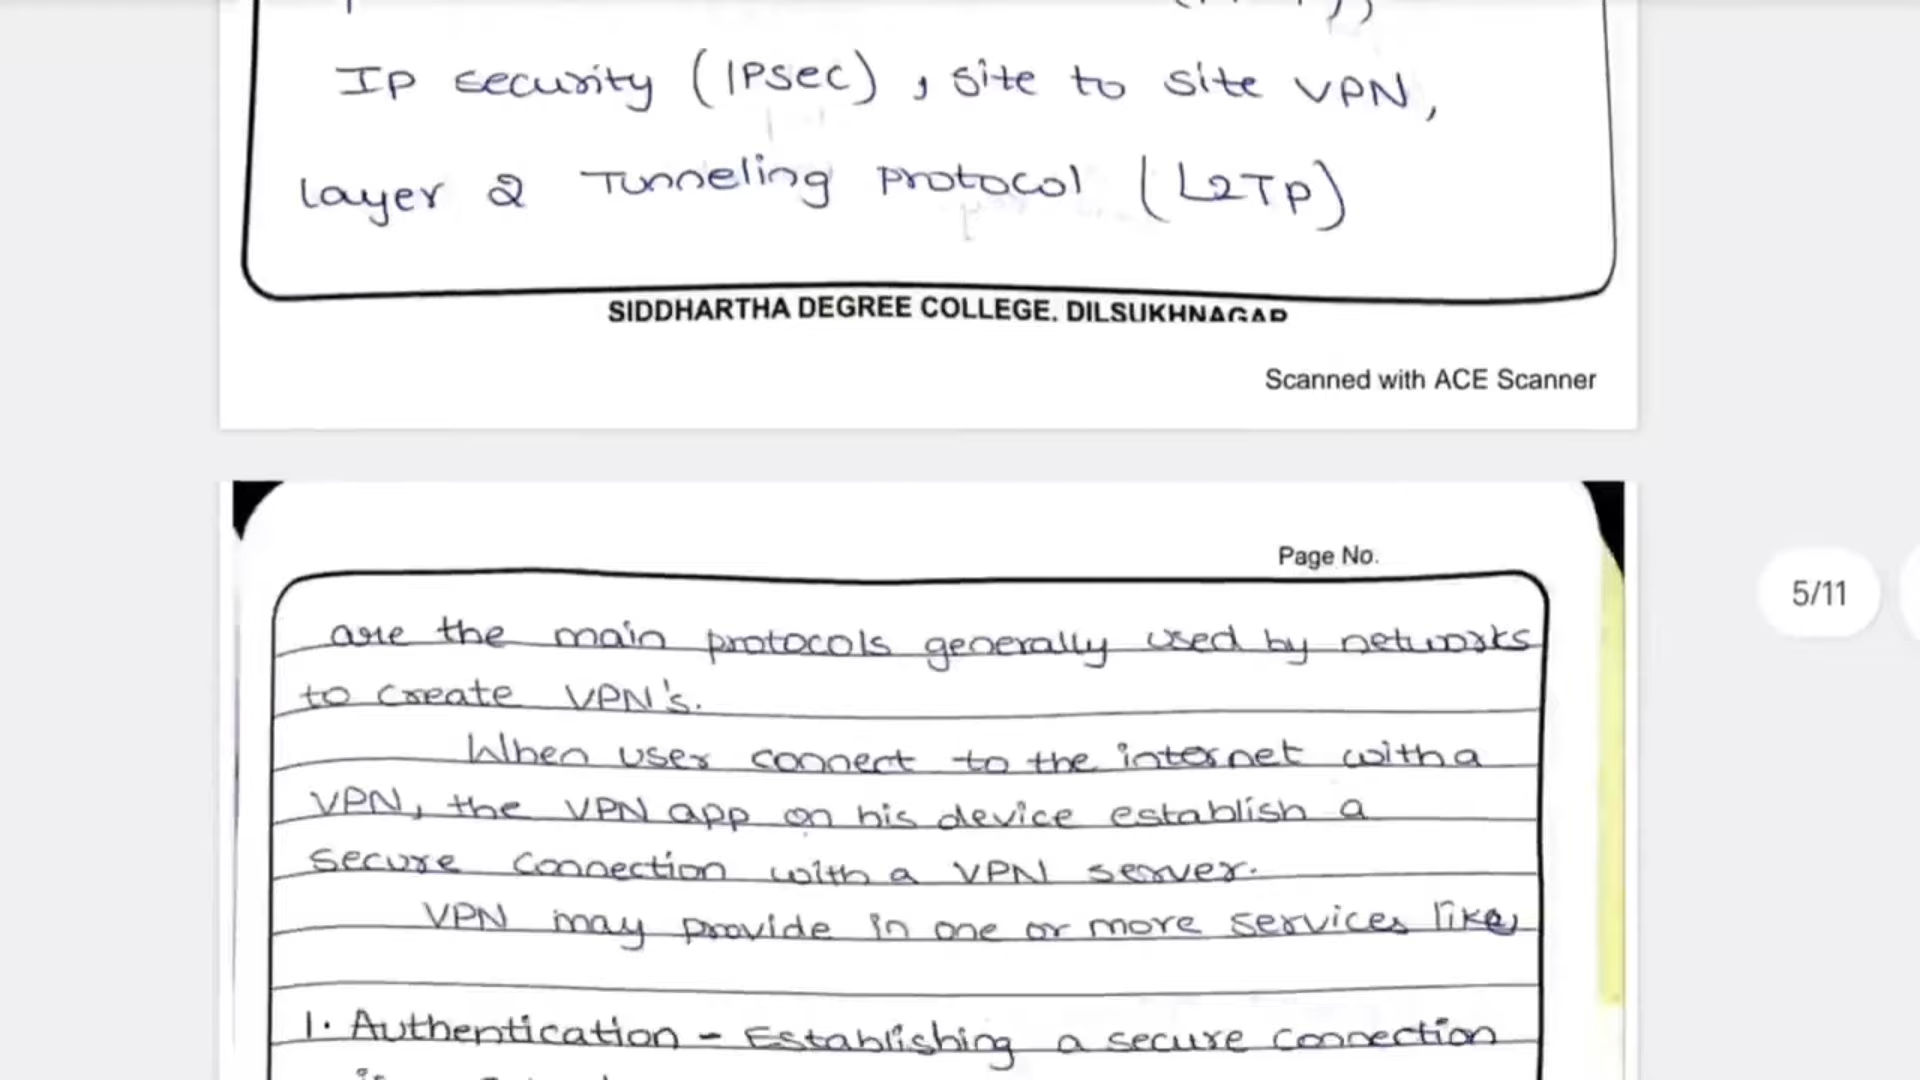 IP security (IPsec), site to site VPN,
layer 2 Tunneling protocol (L2TP)
SIDDHARTHA DEGREE COLLEGE. DILSUKHNAGAR
Scanned with ACE Scanner
Page No.
are the main protocols generally used by networks
to create VPN's.
5/11
When user connect to the internet with a
VPN, the VPN app on his device establish a
secure connection with a VPN server.
VPN may provide in one or more services like,
1. Authentication - Establishing a secure connection